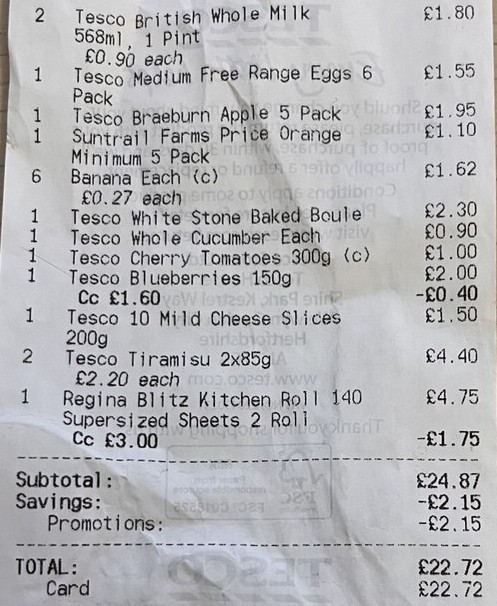 2 Tesco British Whole Milk £1.80
568ml, 1 Pint
£0.90 each
1 Tesco Medium Free Range Eggs 6 £1.55
Pack
1 Tesco Braeburn Apple 5 Pack £1.95
1 Suntrail Farms Price Orange £1.10
Minimum 5 Pack
6 Banana Each (c) £1.62
£0.27 each
1 Tesco White Stone Baked Boule £2.30
1 Tesco Whole Cucumber Each £0.90
1 Tesco Cherry Tomatoes 300g (c) £1.00
1 Tesco Blueberries 150g £2.00
Cc £1.60 -£0.40
1 Tesco 10 Mild Cheese Slices £1.50
200g
2 Tesco Tiramisu 2x85g £4.40
£2.20 each
1 Regina Blitz Kitchen Roll 140 £4.75
Supersized Sheets 2 Roll
Cc £3.00 -£1.75
Subtotal: £24.87
Savings: -£2.15
Promotions: -£2.15
TOTAL: £22.72
Card £22.72